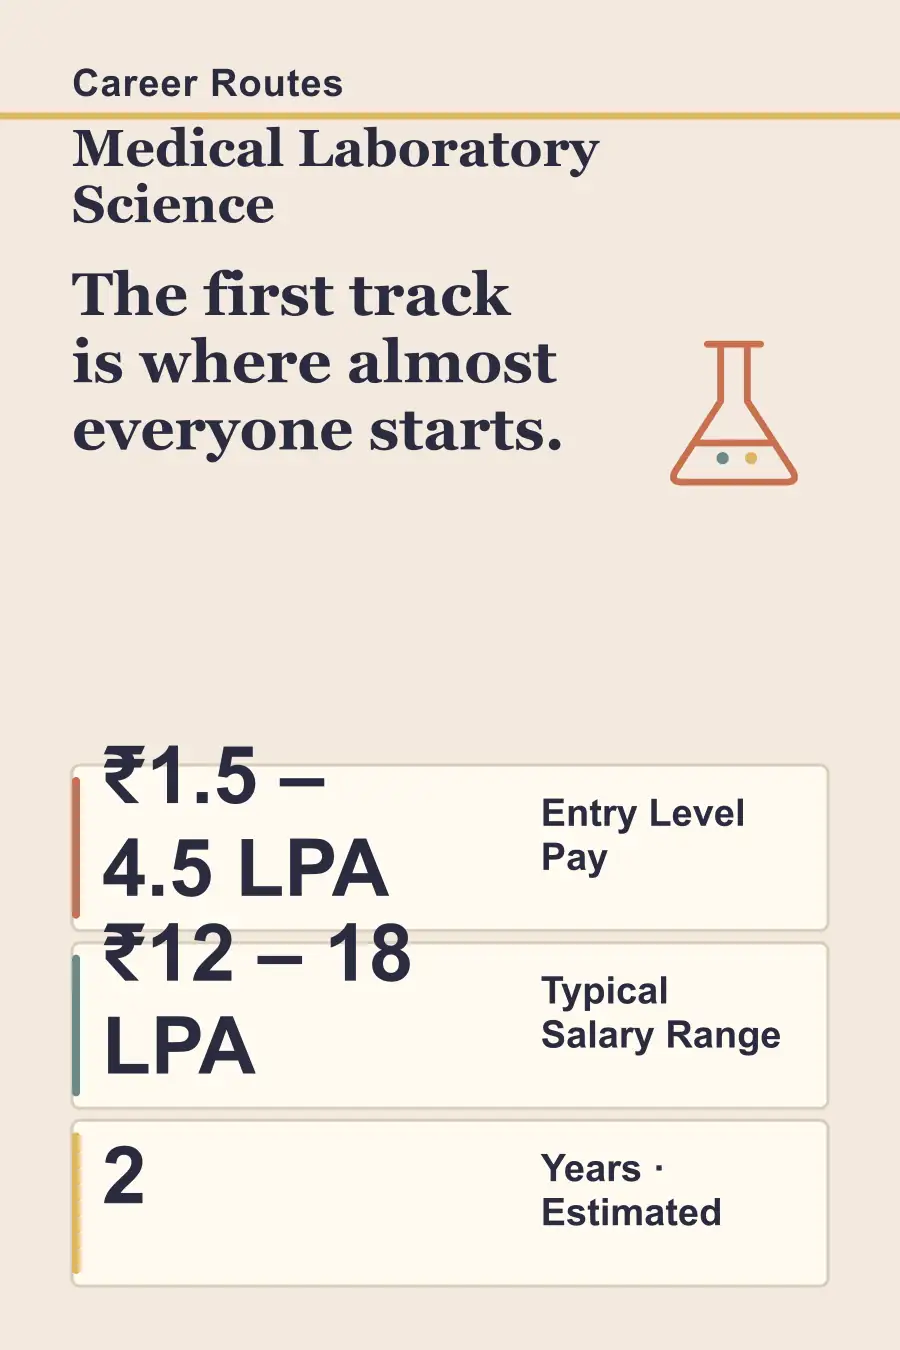 Career Routes
Medical Laboratory
Science
The first track
is where almost
everyone starts.
₹1.5 –
4.5 LPA
Entry Level
Pay
₹12 – 18
LPA
Typical
Salary Range
2
Years ·
Estimated